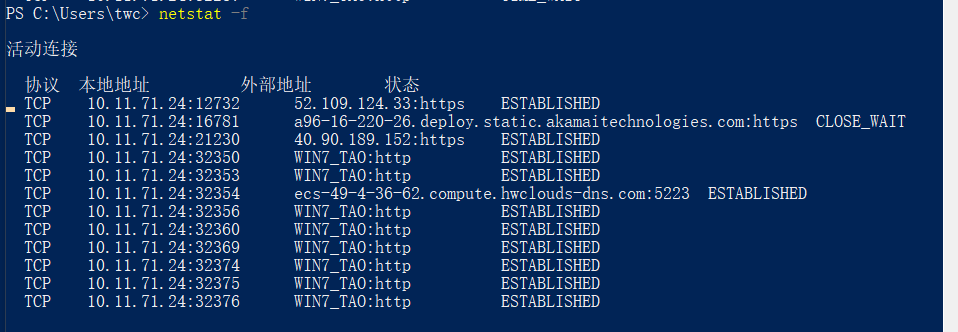 PS C:\Users\twc> netstat -f
活动连接
协议 本地地址 外部地址 状态
TCP 10.11.71.24:12732 52.109.124.33:https ESTABLISHED
TCP 10.11.71.24:16781 a96-16-220-26.deploy.static.akamaitechnologies.com:https CLOSE_WAIT
TCP 10.11.71.24:21230 40.90.189.152:https ESTABLISHED
TCP 10.11.71.24:32350 WIN7_TAO:http ESTABLISHED
TCP 10.11.71.24:32353 WIN7_TAO:http ESTABLISHED
TCP 10.11.71.24:32354 ecs-49-4-36-62.compute.hwclouds-dns.com:5223 ESTABLISHED
TCP 10.11.71.24:32356 WIN7_TAO:http ESTABLISHED
TCP 10.11.71.24:32360 WIN7_TAO:http ESTABLISHED
TCP 10.11.71.24:32369 WIN7_TAO:http ESTABLISHED
TCP 10.11.71.24:32374 WIN7_TAO:http ESTABLISHED
TCP 10.11.71.24:32375 WIN7_TAO:http ESTABLISHED
TCP 10.11.71.24:32376 WIN7_TAO:http ESTABLISHED